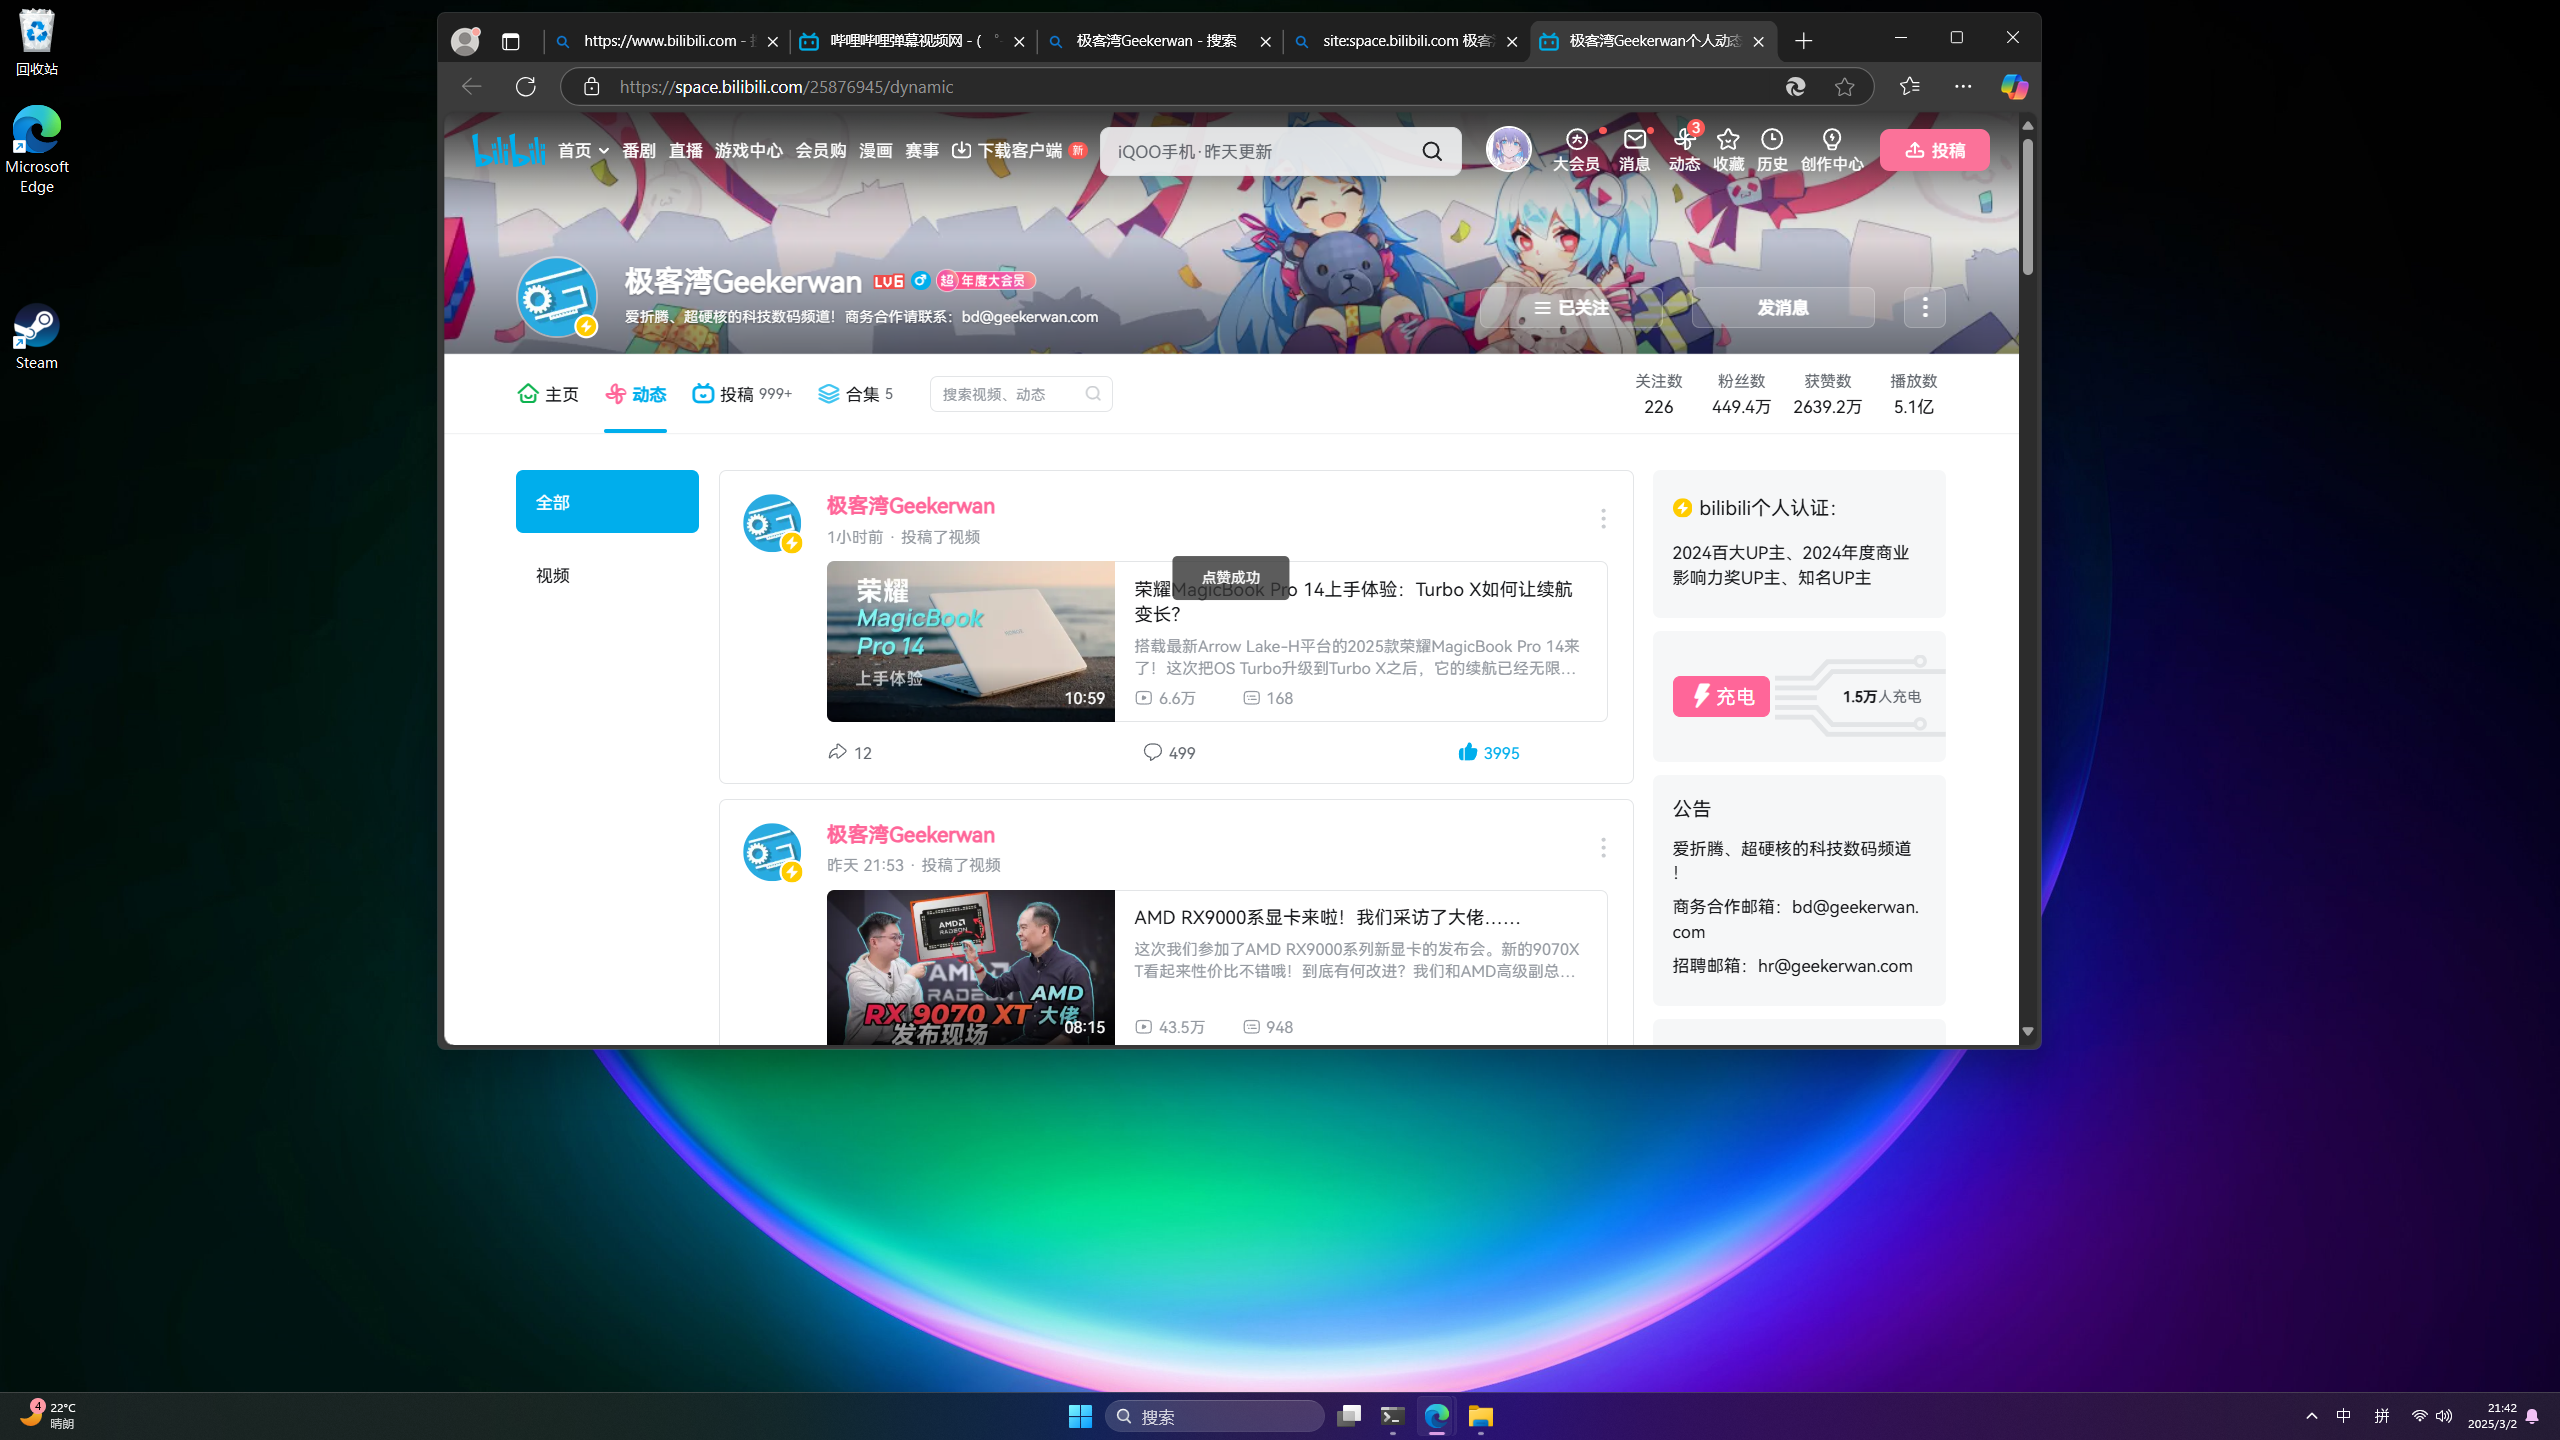 回收站
Microsoft
Edge
Steam
https://www.bilibili.com -
哔哩哔哩弹幕视频网 - (
极客湾Geekerwan - 搜索
site:space.bilibili.com 极客
极客湾Geekerwan个人动态
https://space.bilibili.com/25876945/dynamic
bilibili
首页
番剧
直播
游戏中心
会员购
漫画
赛事
下载客户端
新
iQOO手机·昨天更新
大会员
消息
3
动态
收藏
历史
创作中心
投稿
极客湾Geekerwan
LV6
超 年度大会员
爱折腾、超硬核的科技数码频道！商务合作请联系：bd@geekerwan.com
已关注
发消息
主页
动态
投稿 999+
合集 5
搜索视频、动态
关注数
226
粉丝数
449.4万
获赞数
2639.2万
播放数
5.1亿
全部
视频
极客湾Geekerwan
1小时前 · 投稿了视频
点赞成功
荣耀
MagicBook
Pro 14
上手体验
10:59
荣耀MagicBook Pro 14上手体验：Turbo X如何让续航
变长？
搭载最新Arrow Lake-H平台的2025款荣耀MagicBook Pro 14来
了！这次把OS Turbo升级到Turbo X之后，它的续航已经无限...
6.6万
168
12
499
3995
极客湾Geekerwan
昨天 21:53 · 投稿了视频
AMD
RADEON
AMD
RADEON
AMD
RX 9070 XT 大佬
发布现场
08:15
AMD RX9000系显卡来啦！我们采访了大佬……
这次我们参加了AMD RX9000系列新显卡的发布会。新的9070X
T看起来性价比不错哦！到底有何改进？我们和AMD高级副总...
43.5万
948
bilibili个人认证：
2024百大UP主、2024年度商业
影响力奖UP主、知名UP主
充电
1.5万人充电
公告
爱折腾、超硬核的科技数码频道
！
商务合作邮箱：bd@geekerwan.
com
招聘邮箱：hr@geekerwan.com
4
22°C
晴朗
搜索
中
拼
21:42
2025/3/2